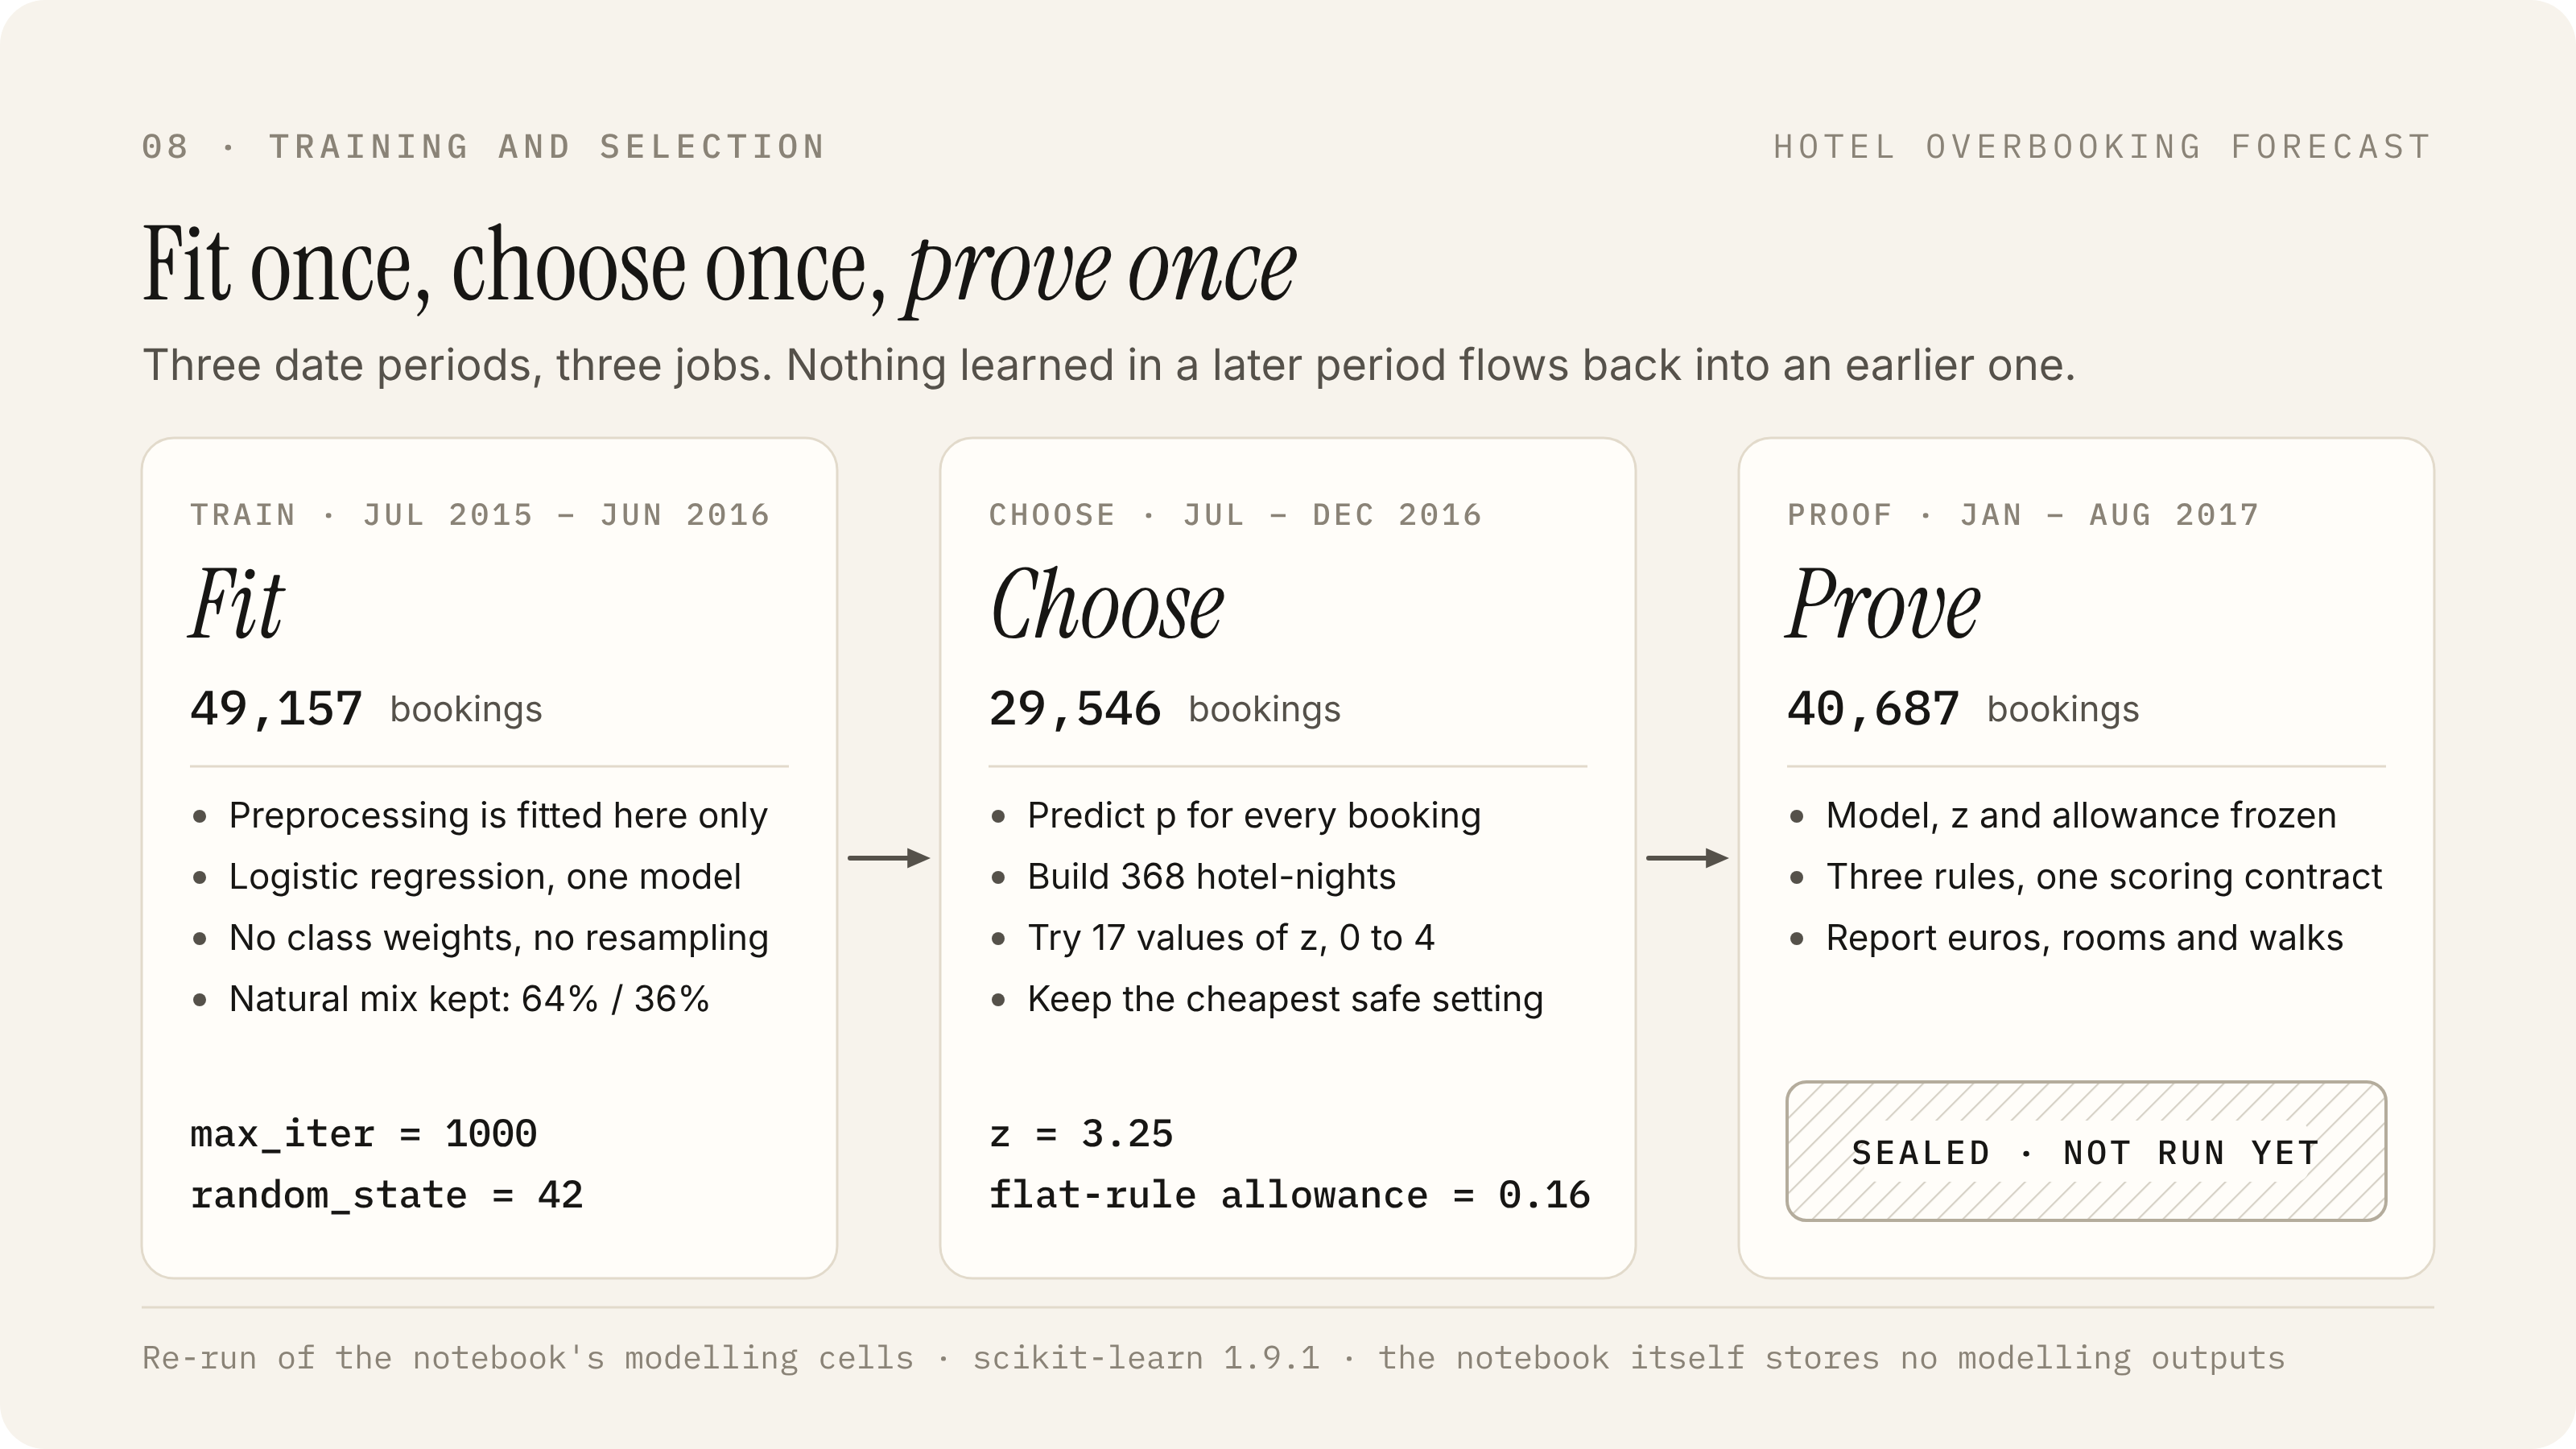 08 · TRAINING AND SELECTION
HOTEL OVERBOOKING FORECAST
Fit once, choose once, prove once
Three date periods, three jobs. Nothing learned in a later period flows back into an earlier one.
TRAIN · JUL 2015 – JUN 2016
Fit
49,157 bookings
• Preprocessing is fitted here only
• Logistic regression, one model
• No class weights, no resampling
• Natural mix kept: 64% / 36%
max_iter = 1000
random_state = 42
CHOOSE · JUL – DEC 2016
Choose
29,546 bookings
• Predict p for every booking
• Build 368 hotel-nights
• Try 17 values of z, 0 to 4
• Keep the cheapest safe setting
z = 3.25
flat-rule allowance = 0.16
PROOF · JAN – AUG 2017
Prove
40,687 bookings
• Model, z and allowance frozen
• Three rules, one scoring contract
• Report euros, rooms and walks
SEALED · NOT RUN YET
Re-run of the notebook's modelling cells · scikit-learn 1.9.1 · the notebook itself stores no modelling outputs